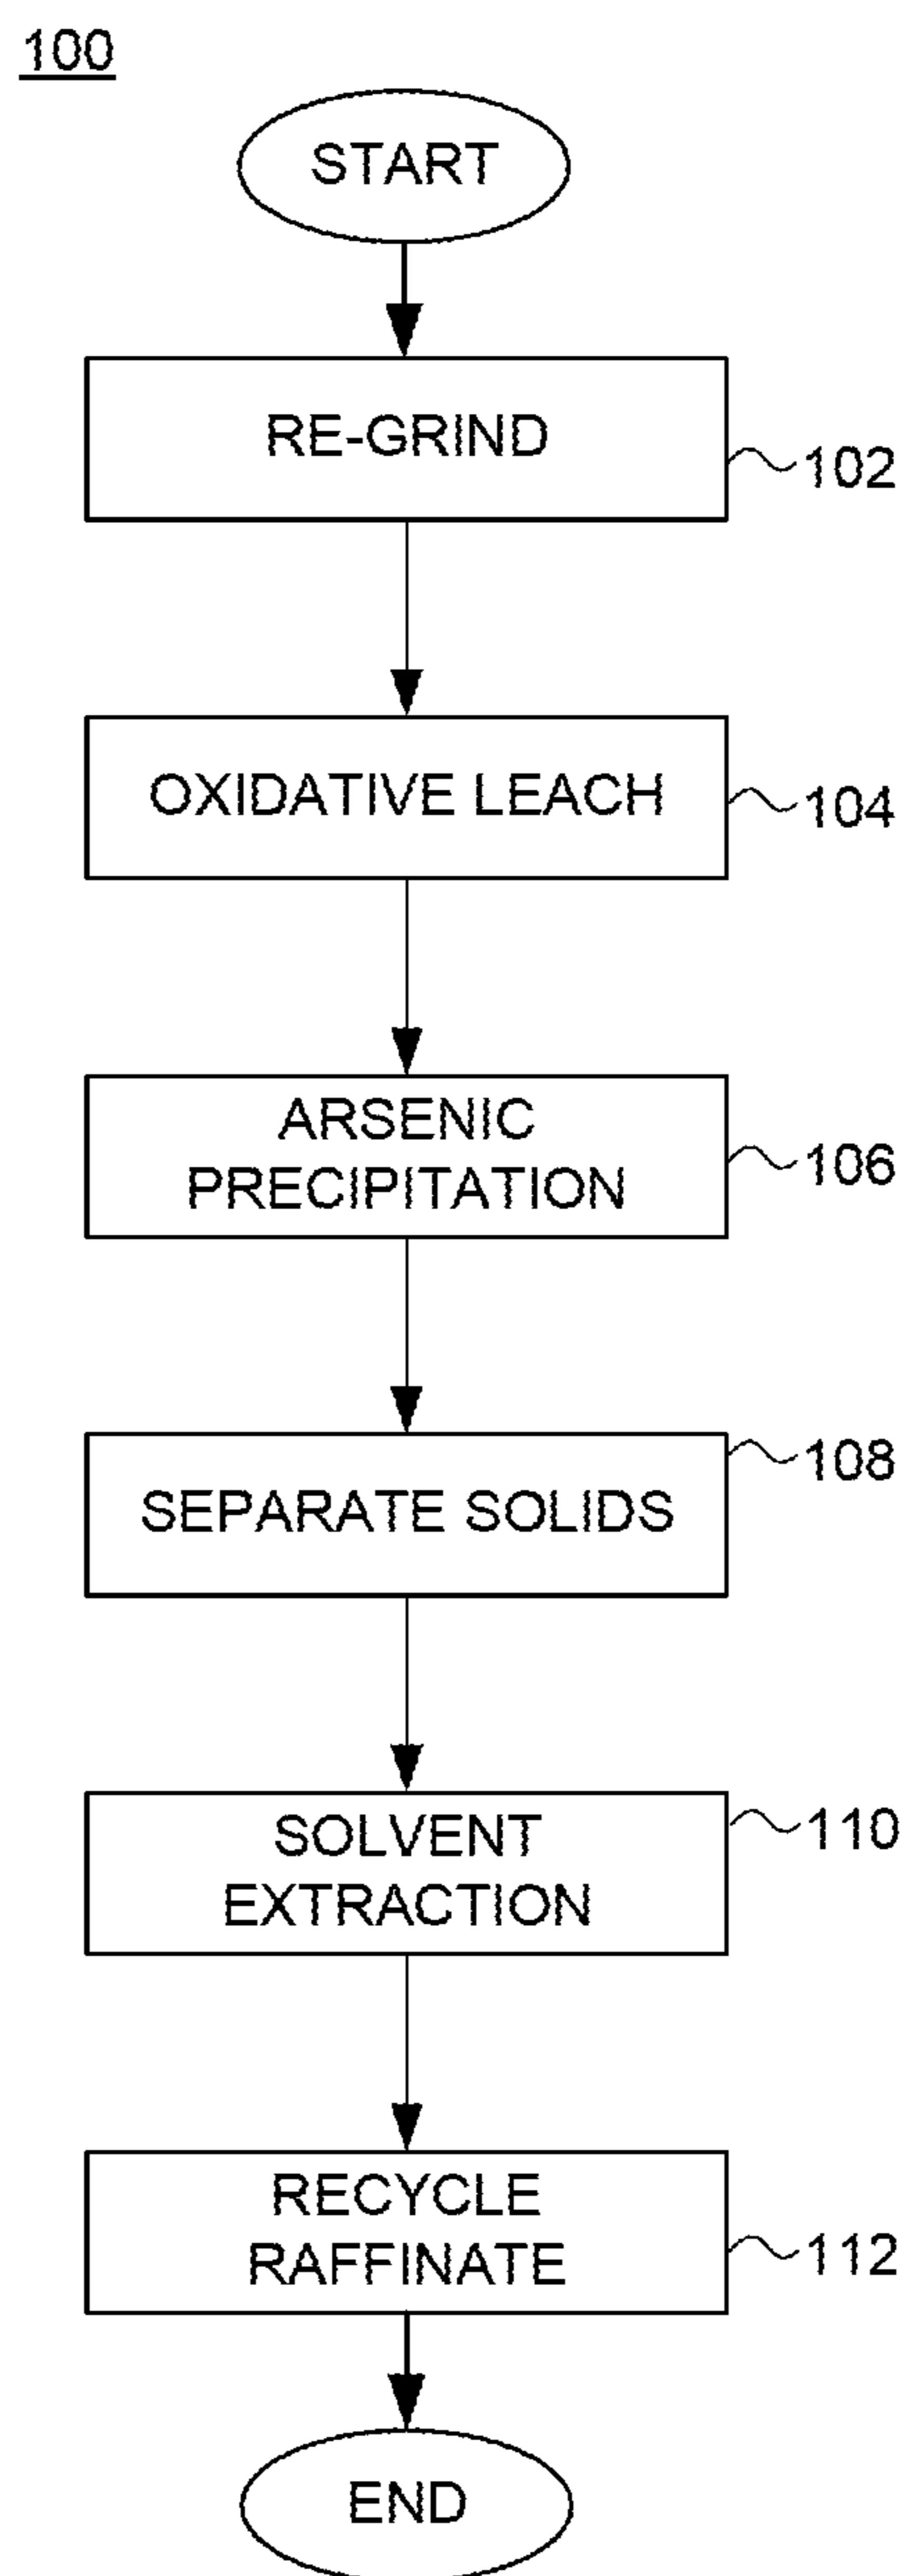 100
START
RE-GRIND
102
OXIDATIVE LEACH
104
ARSENIC
PRECIPITATION
106
SEPARATE SOLIDS
108
SOLVENT
EXTRACTION
110
RECYCLE
RAFFINATE
112
END